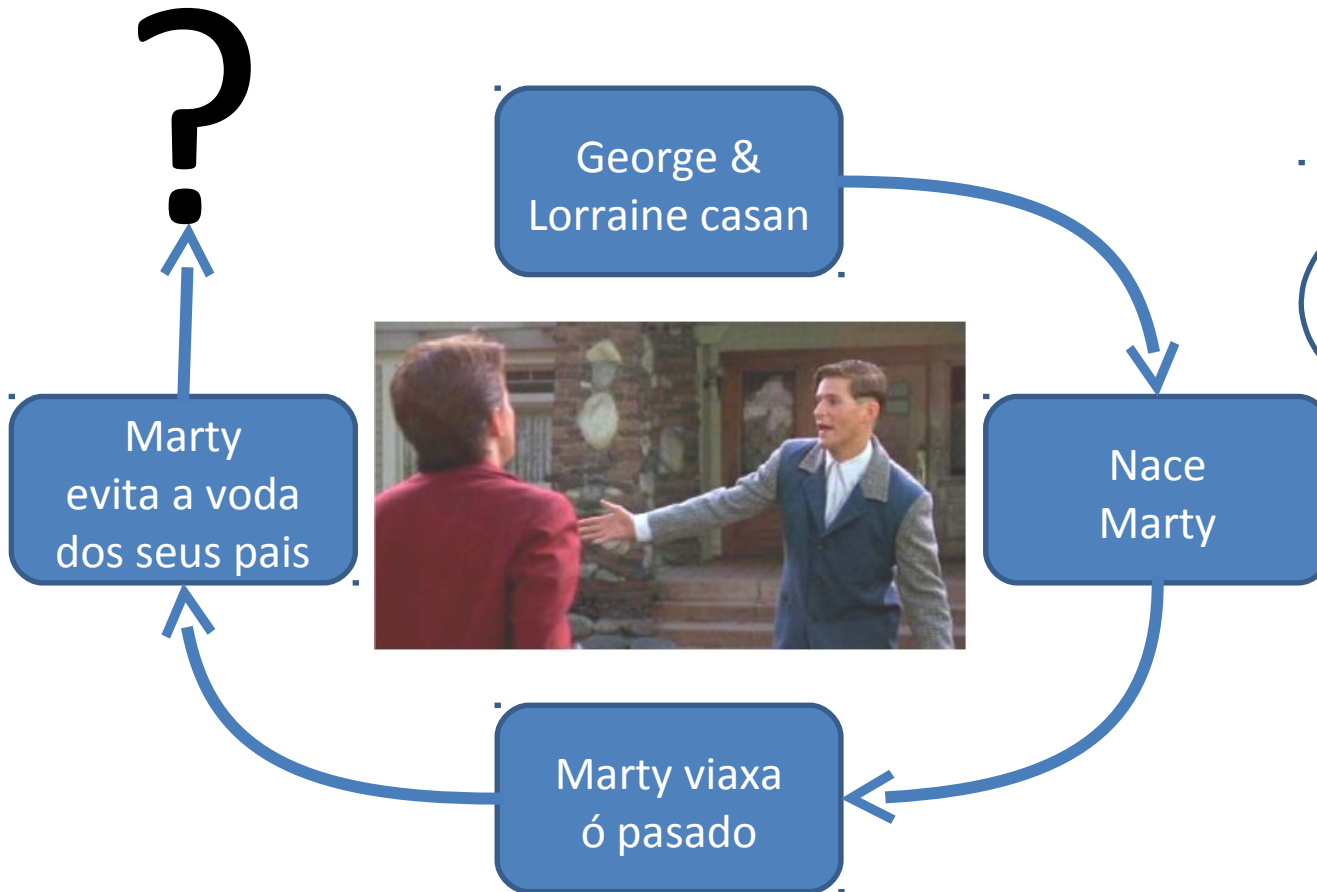 ?
George &
Lorraine casan
Nace
Marty
Marty viaxa
ó pasado
Marty
evita a voda
dos seus pais